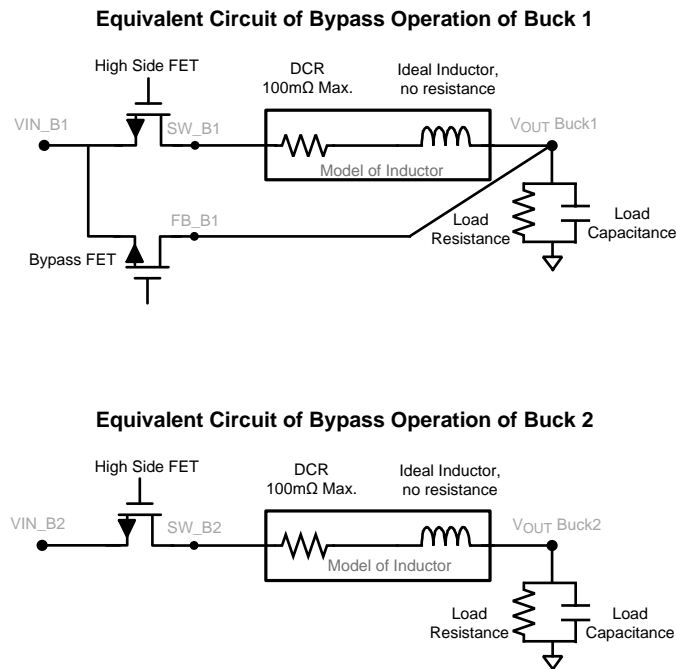 Equivalent Circuit of Bypass Operation of Buck 1
High Side FET
DCR
100mΩ Max.
Ideal Inductor,
no resistance
VIN_B1
SW_B1
VOUT Buck1
Model of Inductor
FB_B1
Bypass FET
Load
Resistance
Load
Capacitance
Equivalent Circuit of Bypass Operation of Buck 2
High Side FET
DCR
100mΩ Max.
Ideal Inductor,
no resistance
VIN_B2
SW_B2
VOUT Buck2
Model of Inductor
Load
Resistance
Load
Capacitance